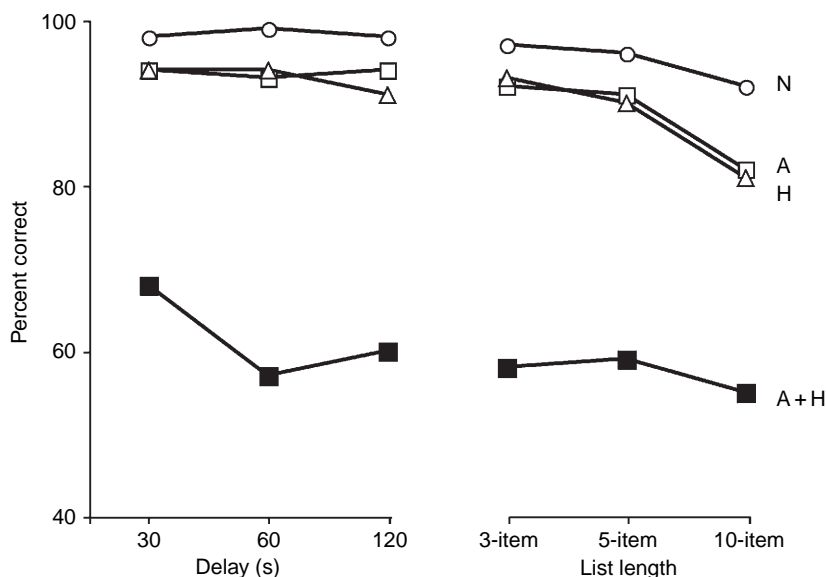 Percent correct
100
80
60
40
30 60 120
Delay (s)
3-item 5-item 10-item
List length
N
A
H
A + H